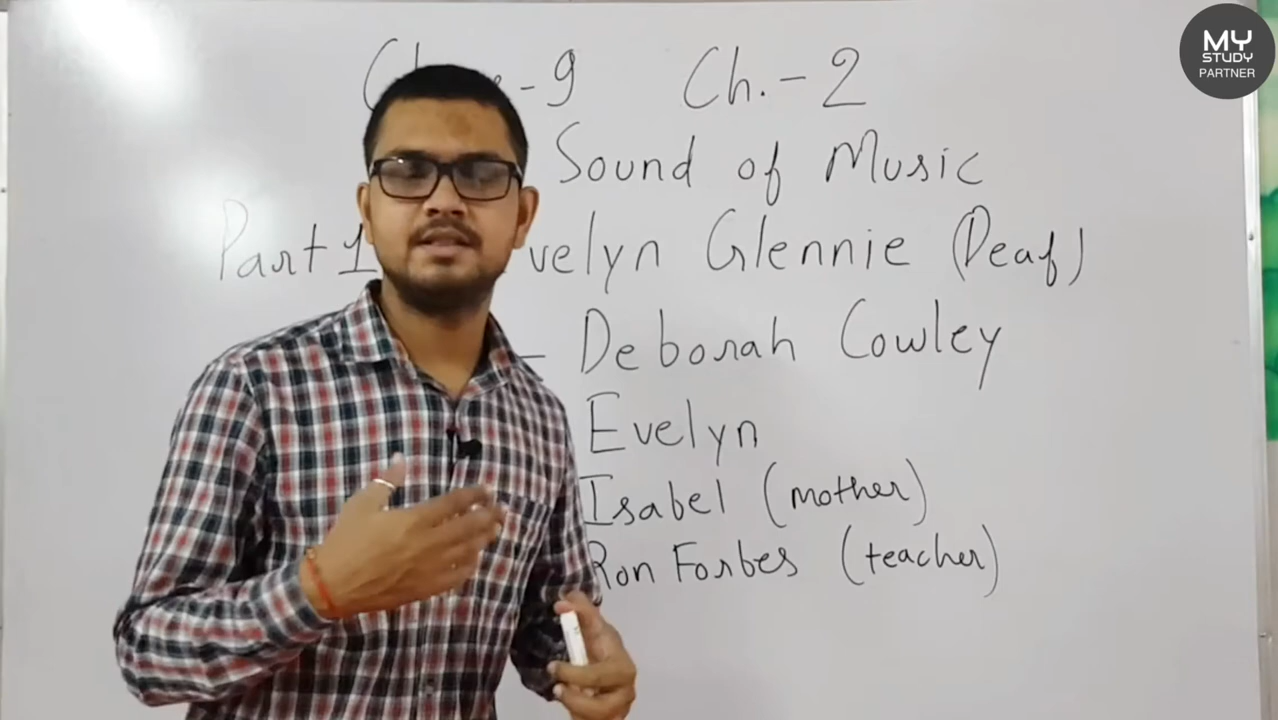 MY
STUDY
PARTNER
- 9 Ch. - 2
Sound of Music
Part 1 velyn Glennie (Deaf)
- Deborah Cowley
Evelyn
Isabel (mother)
Ron Forbes (teacher)